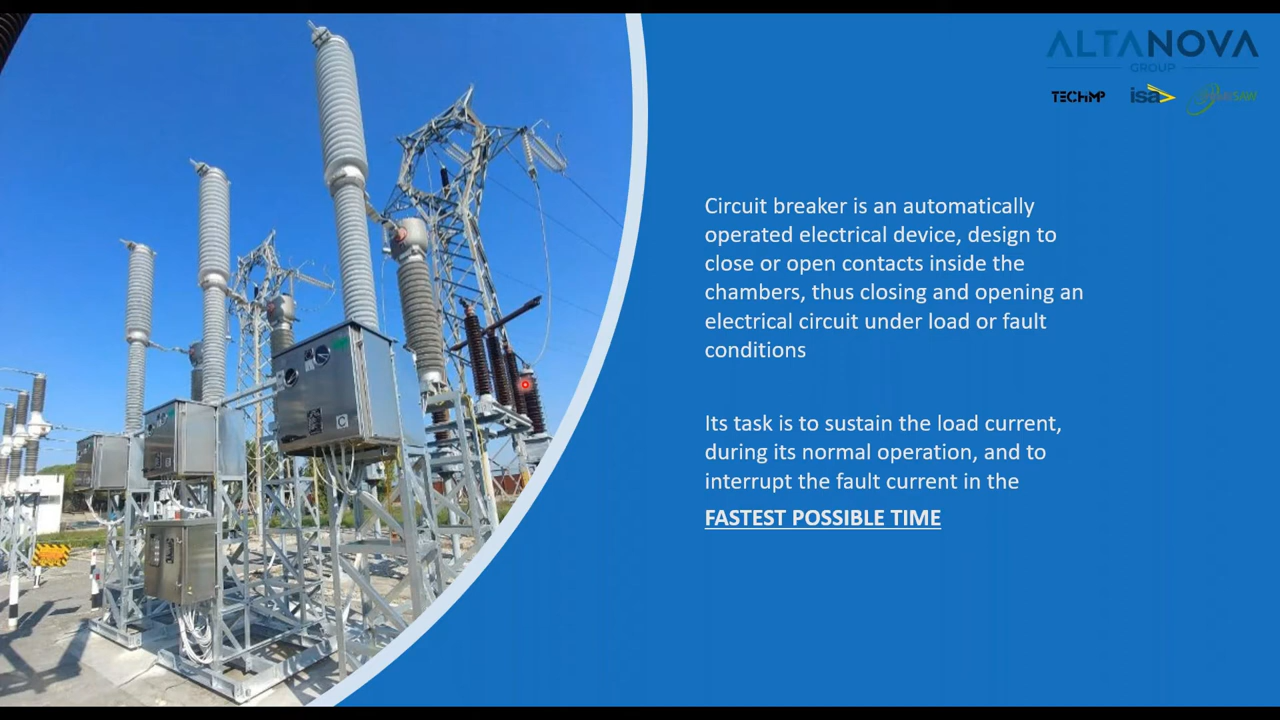 ALTANOVA
GROUP
TECHIMP
isa
Circuit breaker is an automatically
operated electrical device, design to
close or open contacts inside the
chambers, thus closing and opening an
electrical circuit under load or fault
conditions
Its task is to sustain the load current,
during its normal operation, and to
interrupt the fault current in the
FASTEST POSSIBLE TIME
C